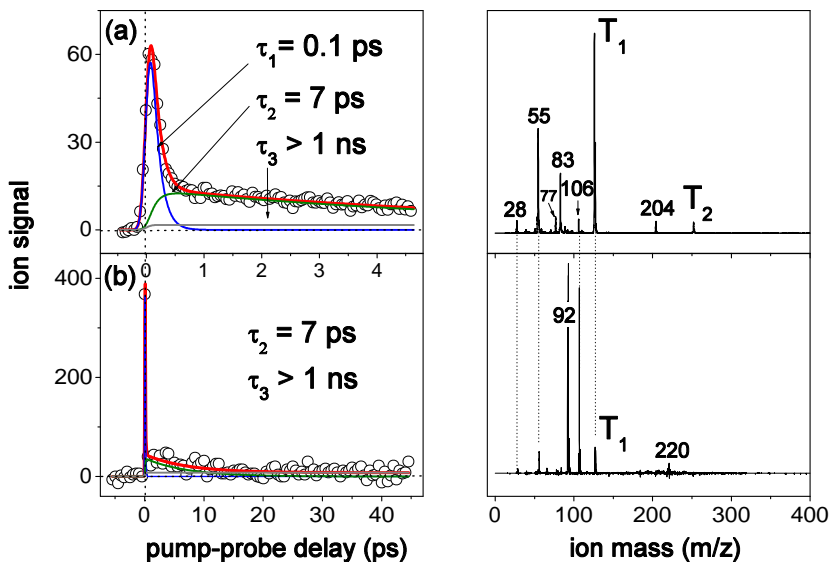 (a)
τ1 = 0.1 ps
τ2 = 7 ps
τ3 > 1 ns
60
30
0
0 1 2 3 4
ion signal
(b)
τ2 = 7 ps
τ3 > 1 ns
400
200
0
0 10 20 30 40
pump-probe delay (ps)
T1
55
83
77
106
28
204
T2
92
T1
220
0 100 200 300 400
ion mass (m/z)